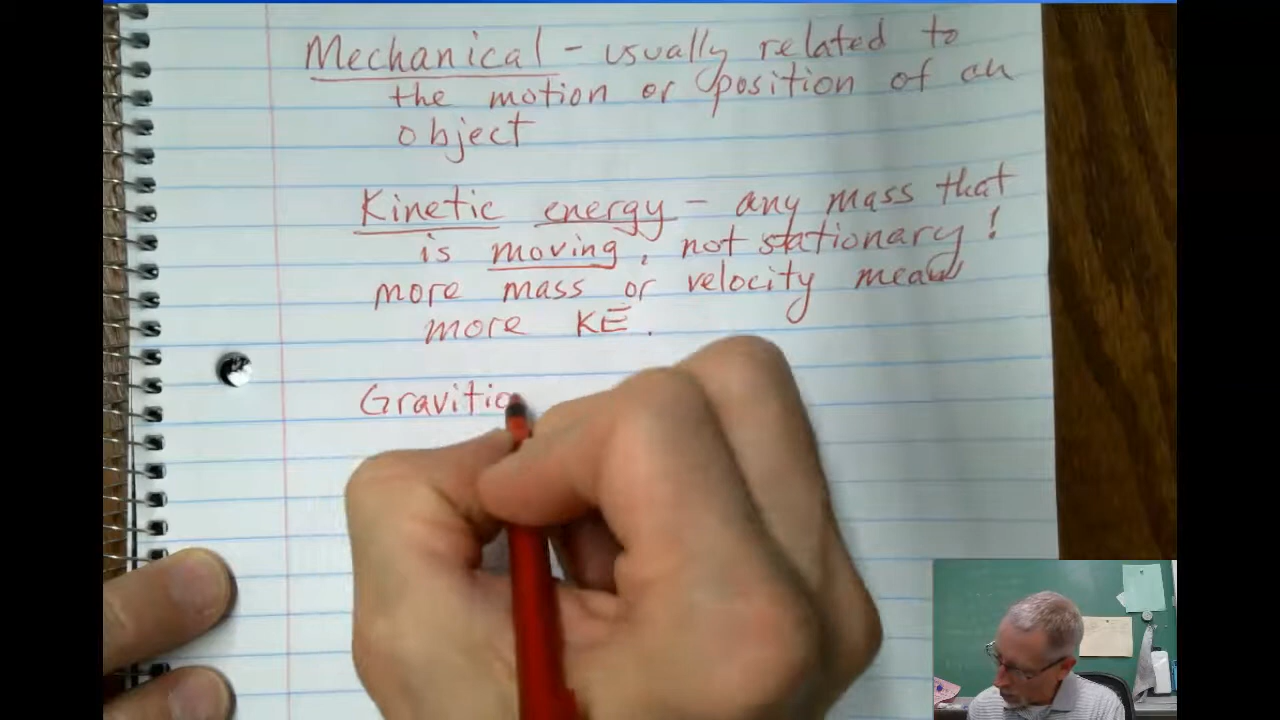 Mechanical - usually related to
the motion or position of an
object
Kinetic energy - any mass that
is moving, not stationary!
more mass or velocity mean
more KE.
Gravitio